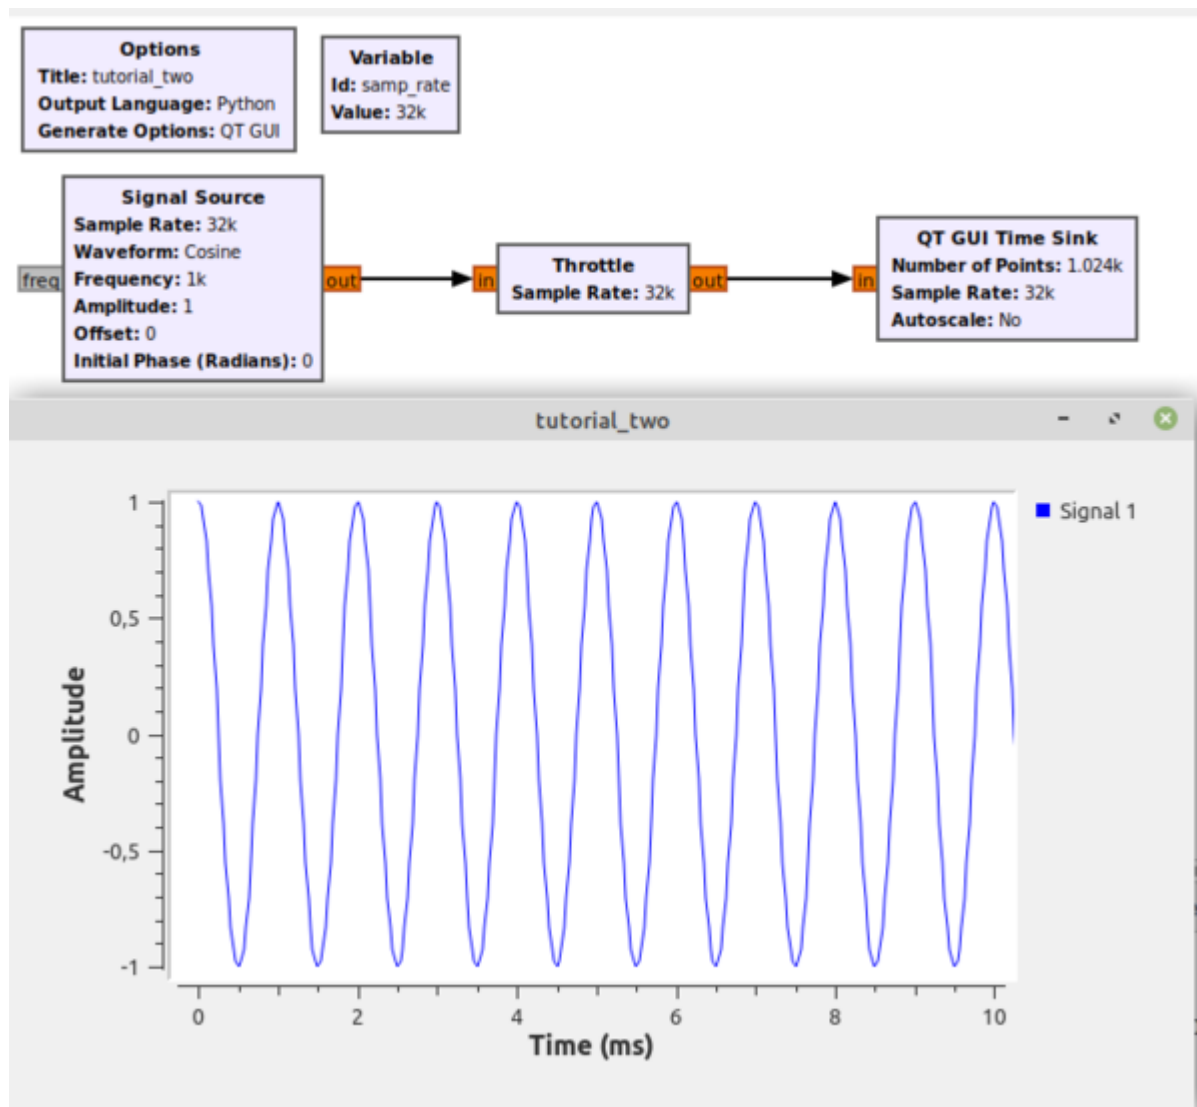 Options
Title: tutorial_two
Output Language: Python
Generate Options: QT GUI
Variable
Id: samp_rate
Value: 32k
Signal Source
Sample Rate: 32k
Waveform: Cosine
Frequency: 1k
Amplitude: 1
Offset: 0
Initial Phase (Radians): 0
freq
out
in
Throttle
Sample Rate: 32k
out
in
QT GUI Time Sink
Number of Points: 1.024k
Sample Rate: 32k
Autoscale: No
tutorial_two
Signal 1
Amplitude
1
0,5
0
-0,5
-1
0 2 4 6 8 10
Time (ms)